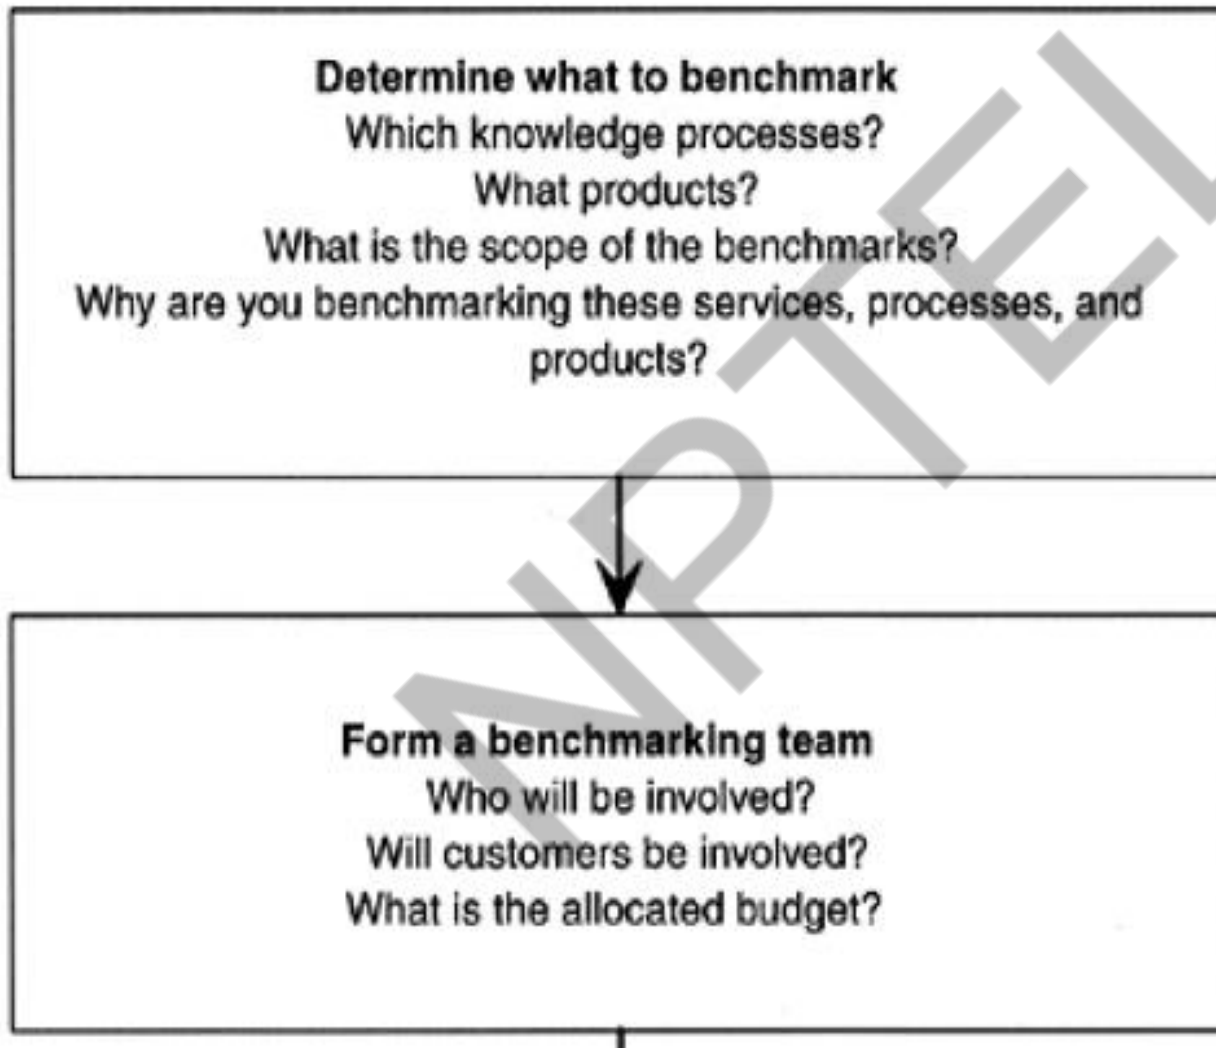 Determine what to benchmark
Which knowledge processes?
What products?
What is the scope of the benchmarks?
Why are you benchmarking these services, processes, and
products?
Form a benchmarking team
Who will be involved?
Will customers be involved?
What is the allocated budget?
NPTEL